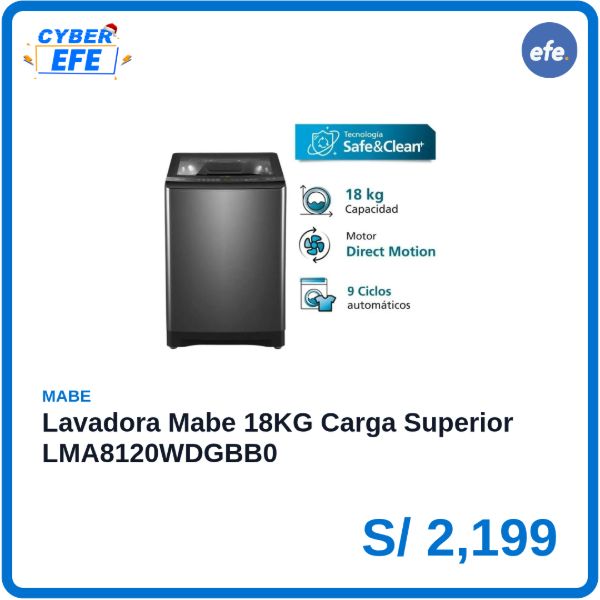 CYBER
EFE
efe.
Tecnología
Safe&Clean+
18 kg
Capacidad
Motor
Direct Motion
9 Ciclos
automáticos
MABE
Lavadora Mabe 18KG Carga Superior
LMA8120WDGBB0
S/ 2,199